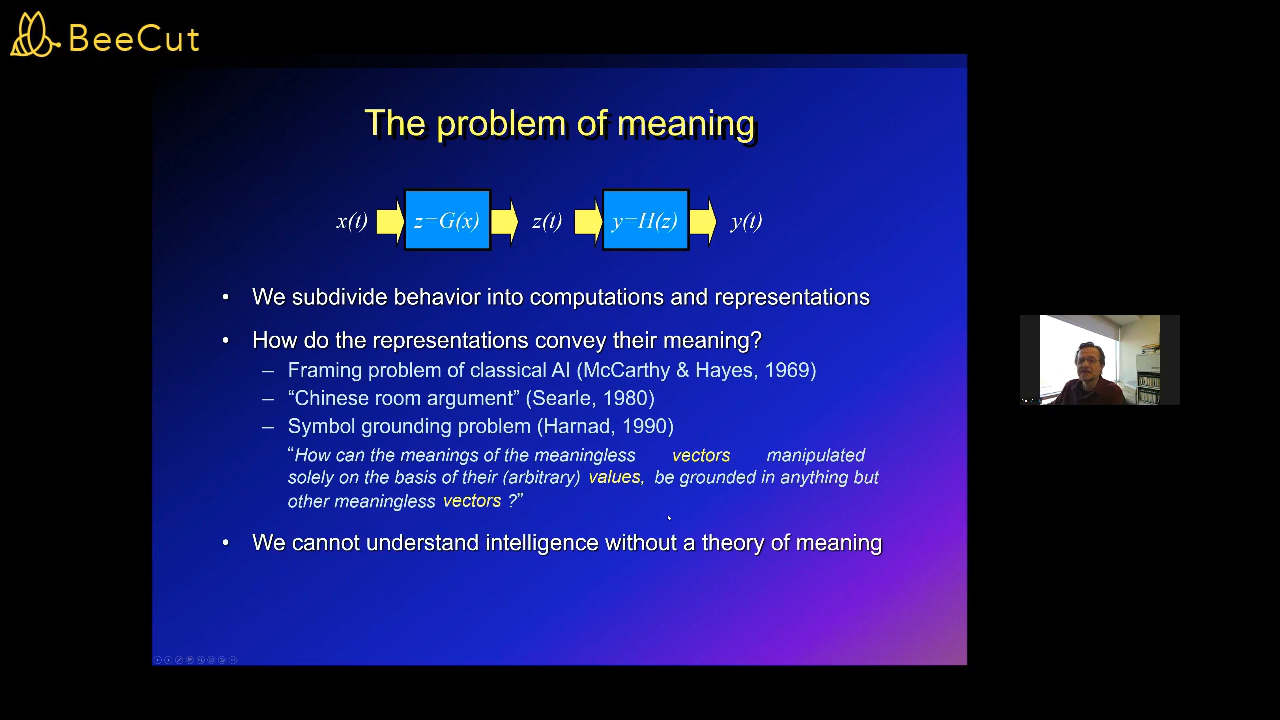 BeeCut
The problem of meaning
x(t) z=G(x) z(t) y=H(z) y(t)
• We subdivide behavior into computations and representations
• How do the representations convey their meaning?
– Framing problem of classical AI (McCarthy & Hayes, 1969)
– “Chinese room argument” (Searle, 1980)
– Symbol grounding problem (Harnad, 1990)
“How can the meanings of the meaningless vectors manipulated
solely on the basis of their (arbitrary) values, be grounded in anything but
other meaningless vectors ?”
• We cannot understand intelligence without a theory of meaning